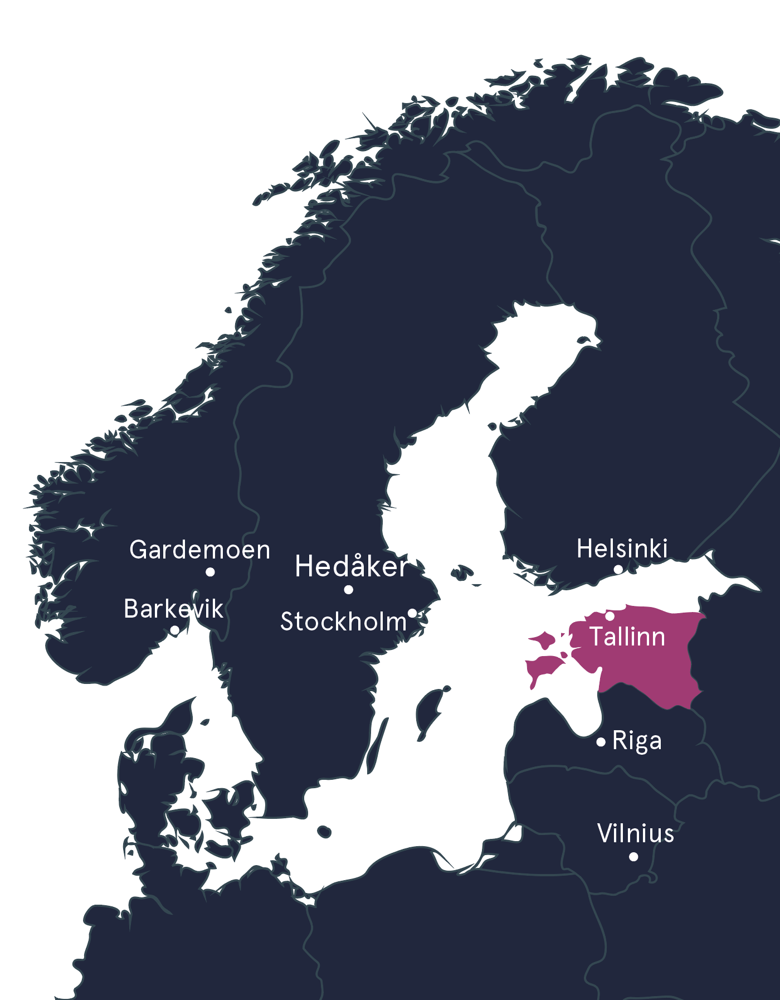 Gardemoen
Helsinki
Hedåker
Barkevik
Stockholm
Tallinn
Riga
Vilnius